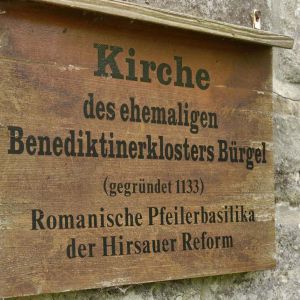 Kirche
des ehemaligen
Benediktinerklosters Bürgel
(gegründet 1133)
Romanische Pfeilerbasilika
der Hirsauer Reform